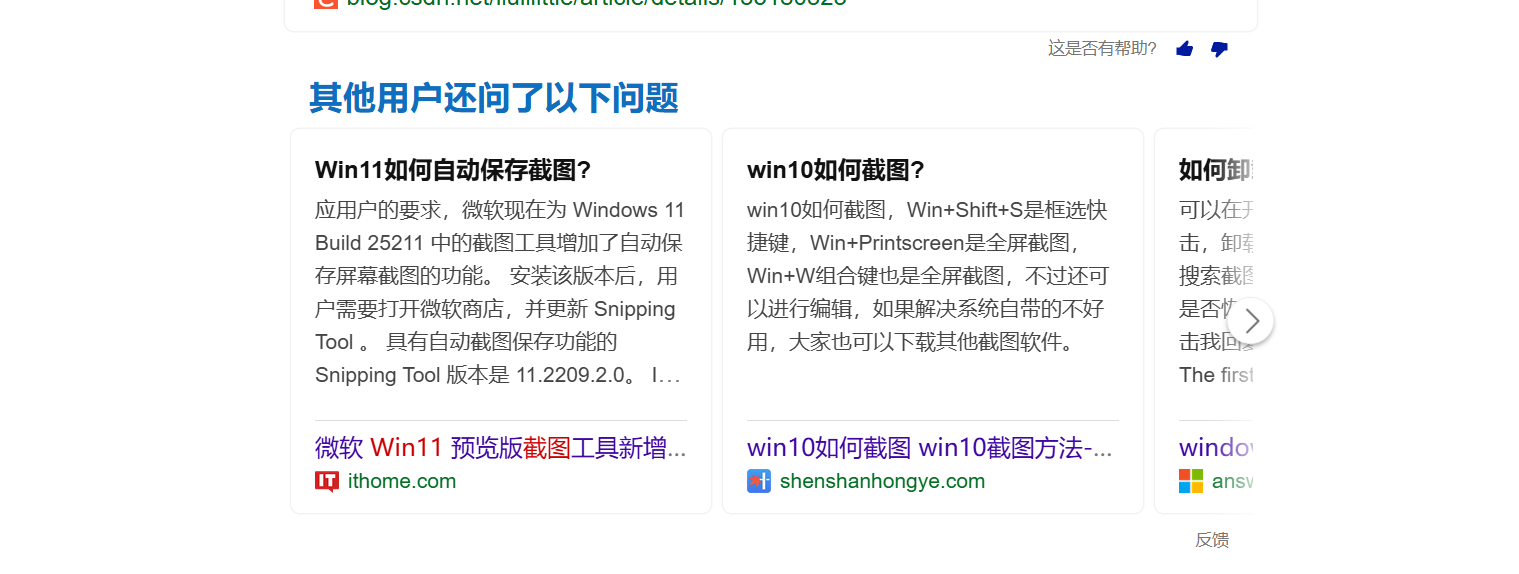 这是否有帮助?
其他用户还问了以下问题
Win11如何自动保存截图?
应用户的要求，微软现在为 Windows 11
Build 25211 中的截图工具增加了自动保
存屏幕截图的功能。 安装该版本后，用
户需要打开微软商店，并更新 Snipping
Tool 。 具有自动截图保存功能的
Snipping Tool 版本是 11.2209.2.0。 I…
微软 Win11 预览版截图工具新增...
ithome.com
win10如何截图?
win10如何截图，Win+Shift+S是框选快
捷键，Win+Printscreen是全屏截图，
Win+W组合键也是全屏截图，不过还可
以进行编辑，如果解决系统自带的不好
用，大家也可以下载其他截图软件。
win10如何截图 win10截图方法-...
shenshanhongye.com
如何卸
可以在开
击，卸载
搜索截图
是否
击我回
The first
window
answ
反馈